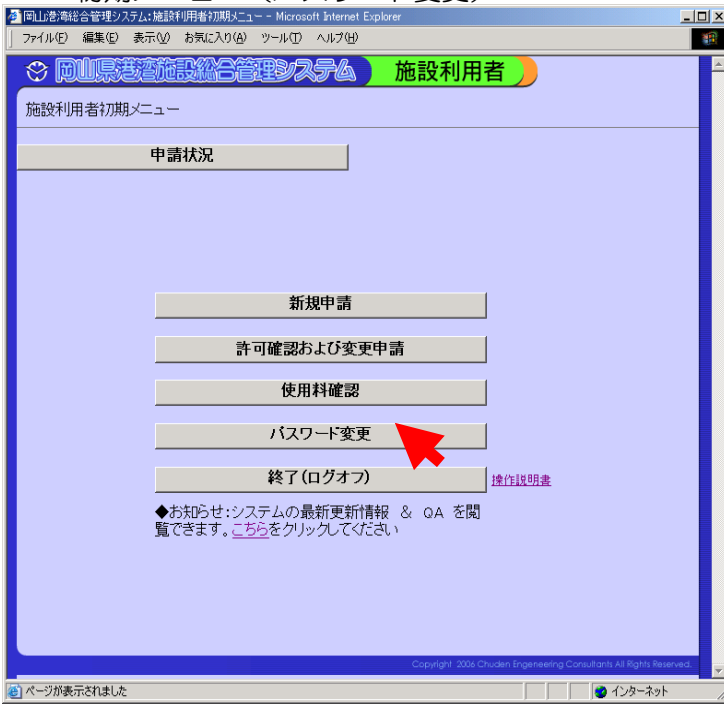 岡山港湾総合管理システム:施設利用者初期メニュー - Microsoft Internet Explorer
ファイル(F) 編集(E) 表示(V) お気に入り(A) ツール(T) ヘルプ(H)
岡山県港湾施設総合管理システム 施設利用者
施設利用者初期メニュー
申請状況
新規申請
許可確認および変更申請
使用料確認
パスワード変更
終了(ログオフ) 操作説明書
◆お知らせ:システムの最新更新情報 & QA を閲
覧できます。こちらをクリックしてください
Copyright 2006 Chuden Engeneering Consultants All Rights Reserved.
ページが表示されました インターネット